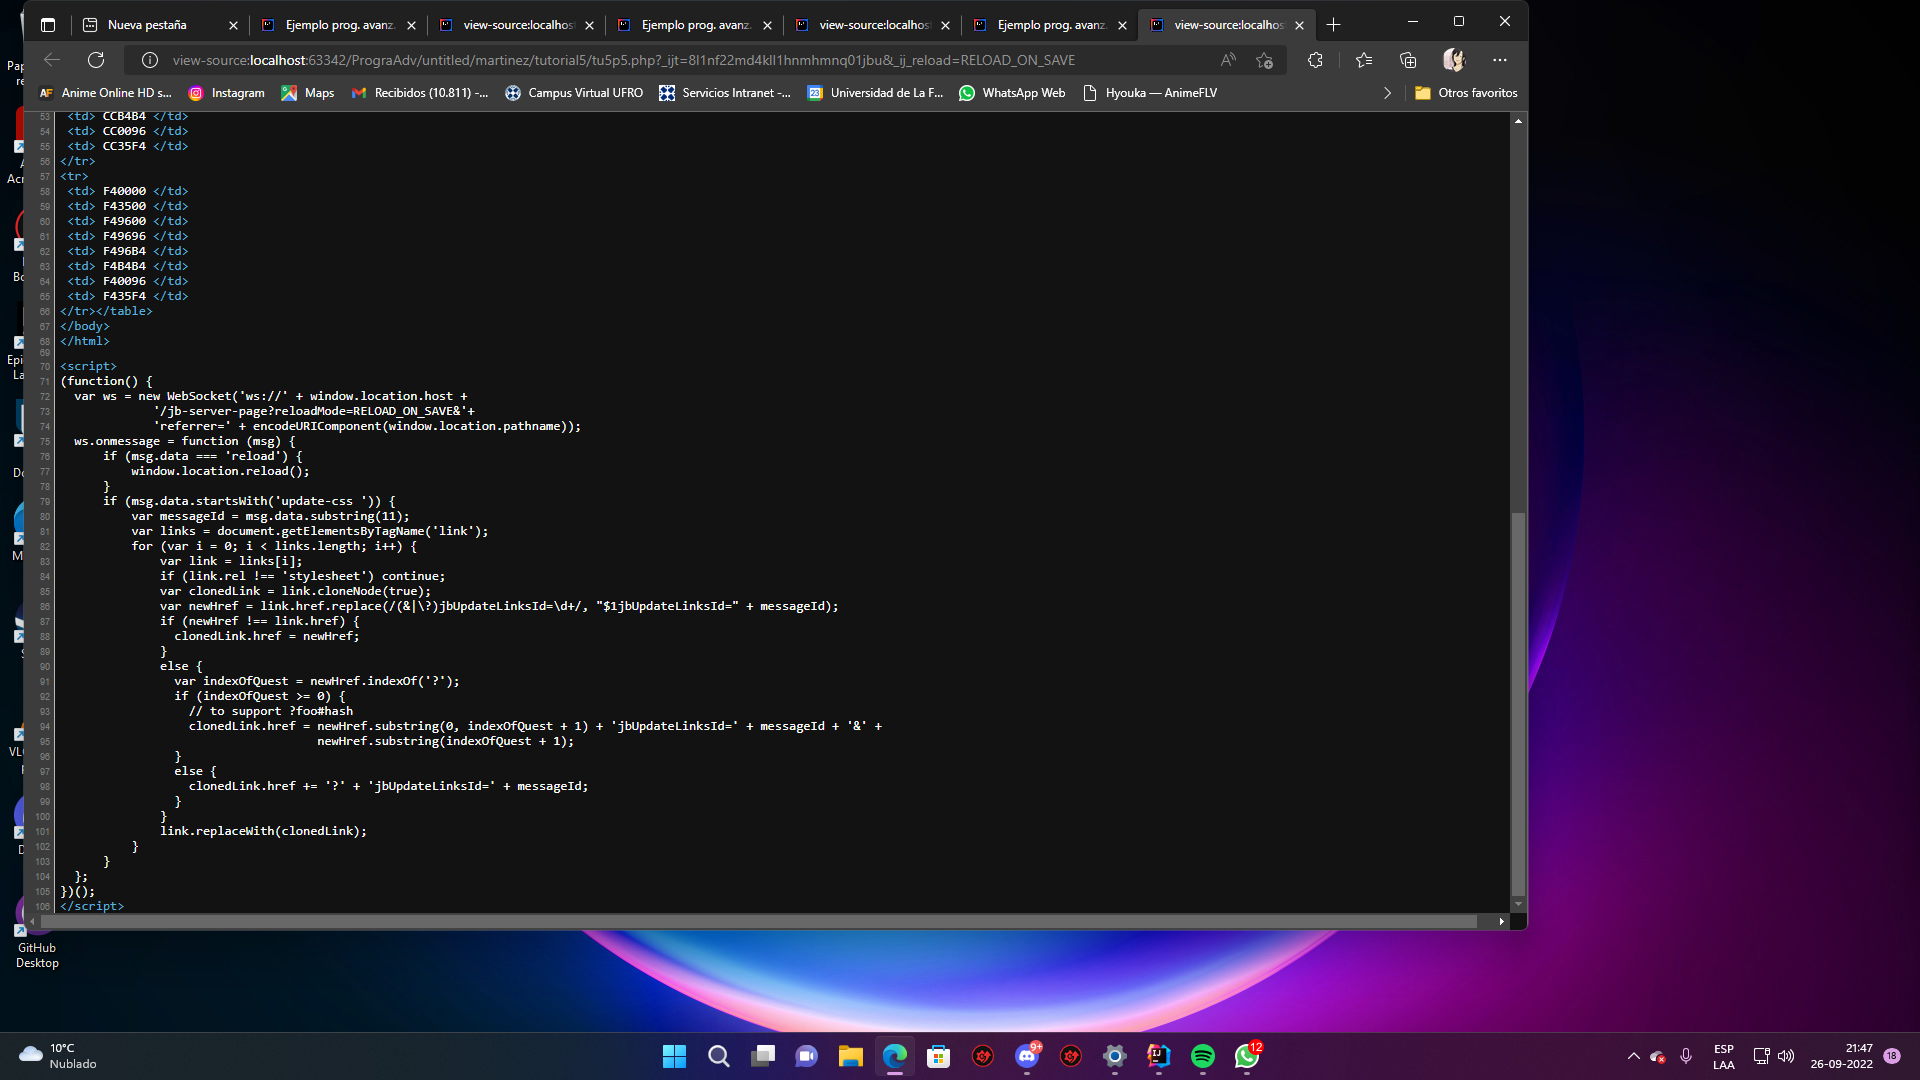 Nueva pestaña
Ejemplo prog. avanz.
view-source:localhos
Ejemplo prog. avanz.
view-source:localhos
Ejemplo prog. avanz.
view-source:localhos
view-source:localhost:63342/PrograAdv/untitled/martinez/tutorial5/tu5p5.php?_ijt=8l1nf22md4kll1hnmhmnq01jbu&_ij_reload=RELOAD_ON_SAVE
Anime Online HD s...
Instagram
Maps
Recibidos (10.811) -...
Campus Virtual UFRO
Servicios Intranet -...
Universidad de La F...
WhatsApp Web
Hyouka — AnimeFLV
Otros favoritos
53 <td> CCB4B4 </td>
54 <td> CC0096 </td>
55 <td> CC35F4 </td>
56 </tr>
57 <tr>
58 <td> F40000 </td>
59 <td> F43500 </td>
60 <td> F49600 </td>
61 <td> F49696 </td>
62 <td> F496B4 </td>
63 <td> F4B4B4 </td>
64 <td> F40096 </td>
65 <td> F435F4 </td>
66 </tr></table>
67 </body>
68 </html>
69
70 <script>
71 (function() {
72 var ws = new WebSocket('ws://' + window.location.host +
73 '/jb-server-page?reloadMode=RELOAD_ON_SAVE&'+
74 'referrer=' + encodeURIComponent(window.location.pathname));
75 ws.onmessage = function (msg) {
76 if (msg.data === 'reload') {
77 window.location.reload();
78 }
79 if (msg.data.startsWith('update-css ')) {
80 var messageId = msg.data.substring(11);
81 var links = document.getElementsByTagName('link');
82 for (var i = 0; i < links.length; i++) {
83 var link = links[i];
84 if (link.rel !== 'stylesheet') continue;
85 var clonedLink = link.cloneNode(true);
86 var newHref = link.href.replace(/(&|\?)jbUpdateLinksId=\d+/, "$1jbUpdateLinksId=" + messageId);
87 if (newHref !== link.href) {
88 clonedLink.href = newHref;
89 }
90 else {
91 var indexOfQuest = newHref.indexOf('?');
92 if (indexOfQuest >= 0) {
93 // to support ?foo#hash
94 clonedLink.href = newHref.substring(0, indexOfQuest + 1) + 'jbUpdateLinksId=' + messageId + '&' +
95 newHref.substring(indexOfQuest + 1);
96 }
97 else {
98 clonedLink.href += '?' + 'jbUpdateLinksId=' + messageId;
99 }
100 }
101 link.replaceWith(clonedLink);
102 }
103 }
104 };
105 })();
106 </script>
GitHub
Desktop
10°C
Nublado
9+
12
ESP
LAA
21:47
26-09-2022
18